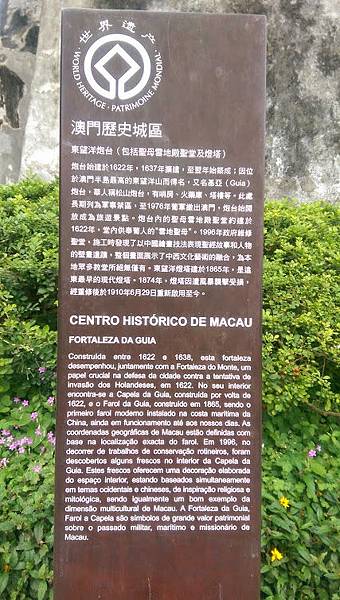 世界遺產
WORLD HERITAGE • PATRIMOINE MONDIAL
澳門歷史城區
東望洋炮台（包括聖母雪地殿聖堂及燈塔）
炮台始建於1622年，1637年擴建，至翌年始築成；因位
於澳門半島最高的東望洋山而得名，又名基亞（Guia）
炮台，華人稱松山炮台，有哨房、火藥庫、塔樓等。此處
長期列為軍事禁區，至1976年葡軍撤出澳門，炮台始開
放成為旅遊景點。炮台內的聖母雪地殿聖堂約建於
1622年，堂內供奉葡人的“雪地聖母”。1996年政府維修
聖堂，施工時發現了以中國繪畫技法表現聖經故事和人物
的壁畫遺蹟，整個畫面展示了中西文化藝術的融合，為本
地眾多教堂所絕無僅有。東望洋燈塔建於1865年，是遠
東最早的現代燈塔。1874年，燈塔因遭風暴襲擊受損，
經重修後於1910年6月29日重新啟用至今。
CENTRO HISTÓRICO DE MACAU
FORTALEZA DA GUIA
Construída entre 1622 e 1638, esta fortaleza
desempenhou, juntamente com a Fortaleza do Monte, um
papel crucial na defesa da cidade contra a tentativa de
invasão dos Holandeses, em 1622. No seu interior
encontra-se a Capela da Guia, construída por volta de
1622, e o Farol da Guia, construído em 1865, sendo o
primeiro farol moderno instalado na costa marítima da
China, ainda em funcionamento até aos nossos dias. As
coordenadas geográficas de Macau estão definidas com
base na localização exacta do farol. Em 1996, no
decorrer de trabalhos de conservação rotineiros, foram
descobertos alguns frescos no interior da Capela da
Guia. Estes frescos oferecem uma decoração elaborada
do espaço interior, estando baseados simultaneamente
em temas ocidentais e chineses, de inspiração religiosa e
mitológica, sendo igualmente um bom exemplo da
dimensão multicultural de Macau. A Fortaleza da Guia,
Farol a Capela são símbolos de grande valor patrimonial
sobre o passado militar, marítimo e missionário de
Macau.